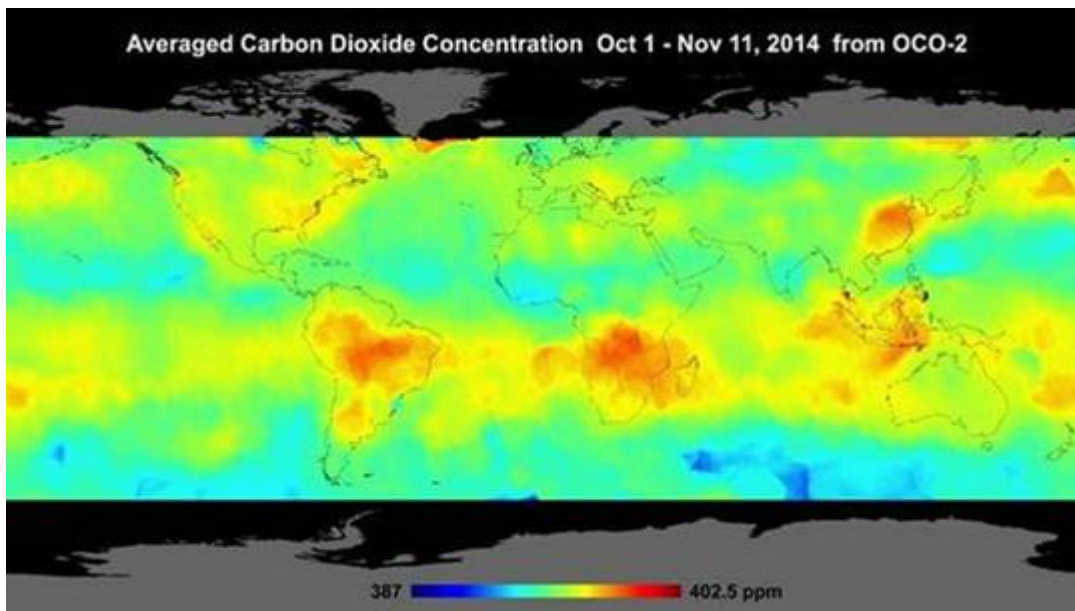 Averaged Carbon Dioxide Concentration Oct 1 - Nov 11, 2014 from OCO-2
387 402.5 ppm